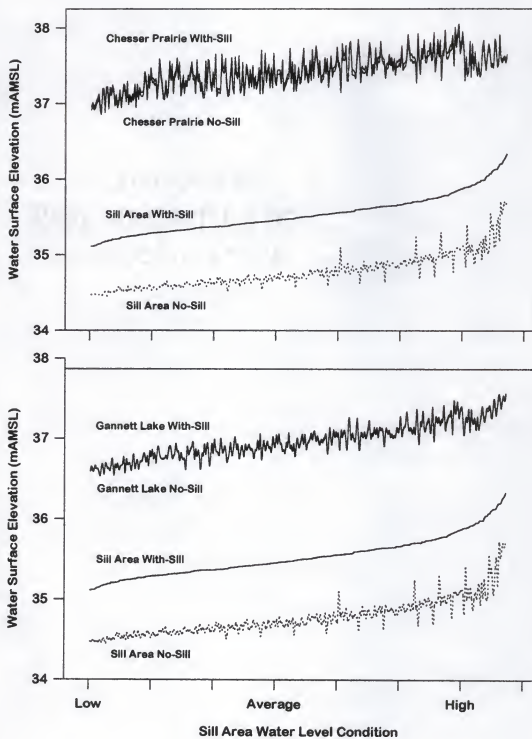 38
Chesser Prairie With-Sill
37
Chesser Prairie No-Sill
36
Sill Area With-Sill
35
Sill Area No-Sill
34
Water Surface Elevation (mAMSL)
38
Gannett Lake With-Sill
37
Gannett Lake No-Sill
36
Sill Area With-Sill
35
Sill Area No-Sill
34
Water Surface Elevation (mAMSL)
Low Average High
Sill Area Water Level Condition